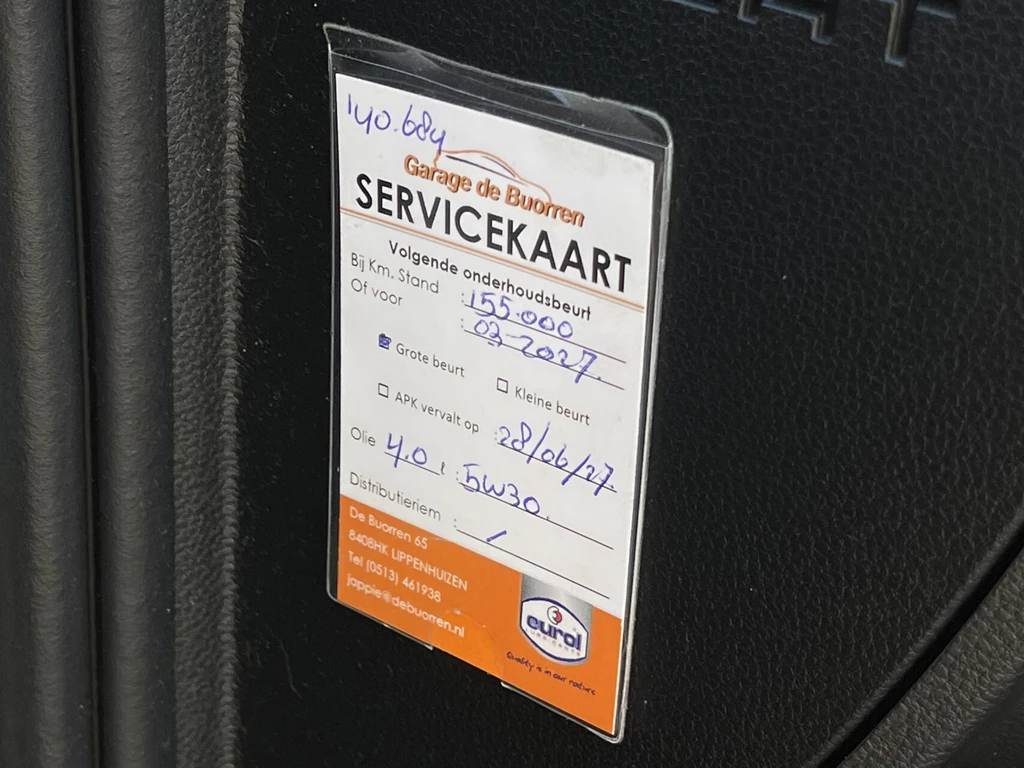 140.684
Garage de Buorren
SERVICEKAART
Volgende onderhoudsbeurt
Bij Km. Stand : 155.000
Of voor : 03-2027.
Grote beurt
Kleine beurt
APK vervalt op : 28/06/27.
Olie 4,0 l : 5W30.
Distributieriem : /
De Buorren 65
8408HK LIPPENHUIZEN
Tel (0513) 461938
jappie@debuorren.nl
eurol
LUBRICANTS
Quality is in our nature